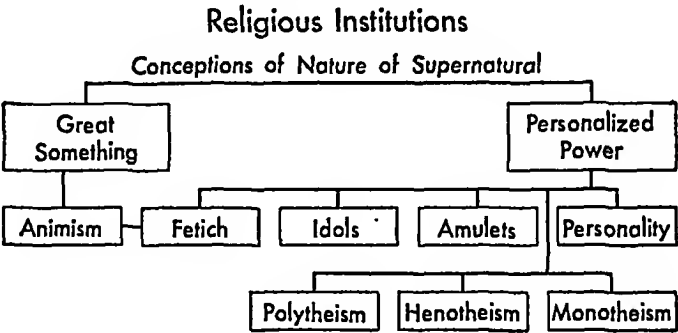 Religious Institutions
Conceptions of Nature of Supernatural
Great
Something
Personalized
Power
Animism
Fetich
Idols
Amulets
Personality
Polytheism
Henotheism
Monotheism